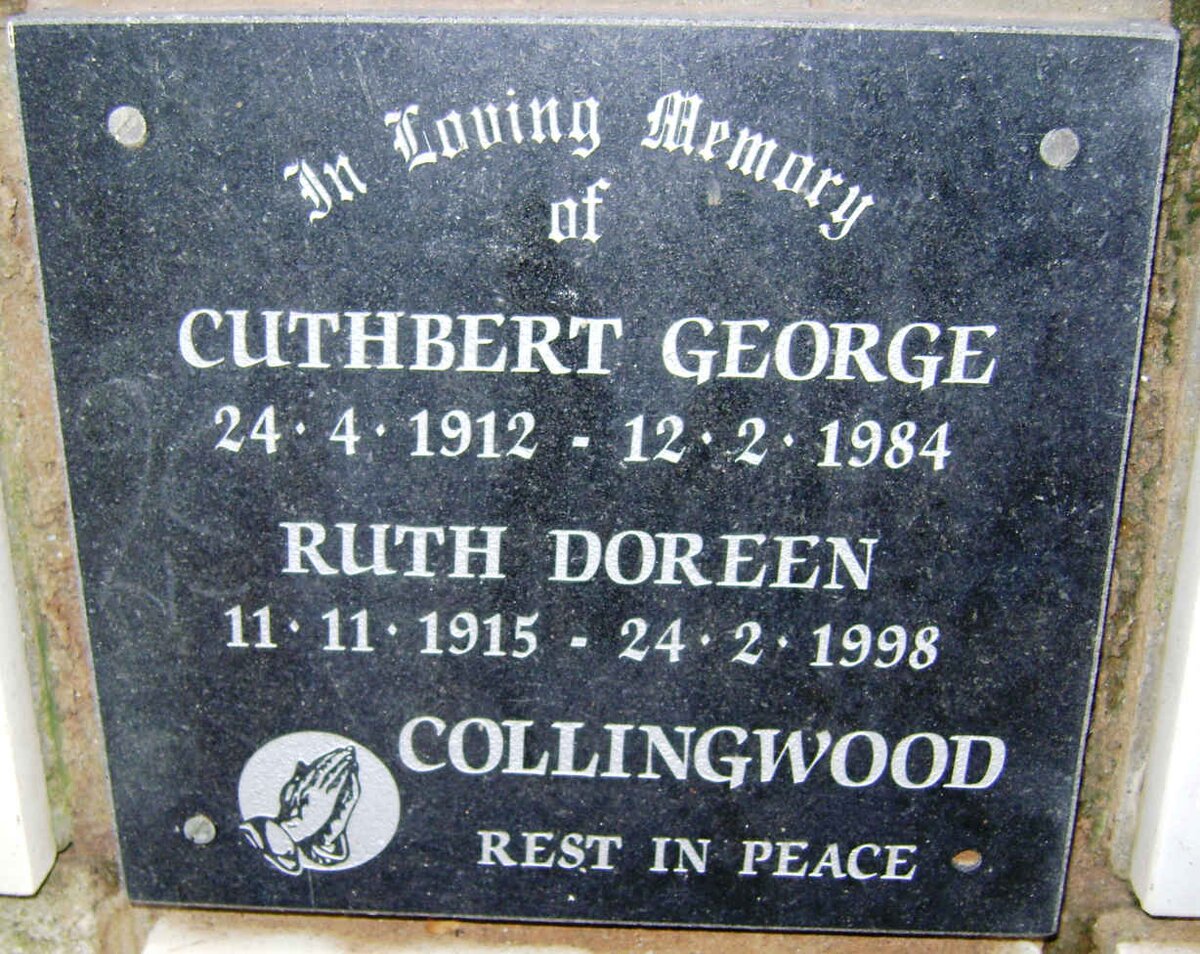 In Loving Memory
of
CUTHBERT GEORGE
24·4·1912 - 12·2·1984
RUTH DOREEN
11·11·1915 - 24·2·1998
COLLINGWOOD
REST IN PEACE